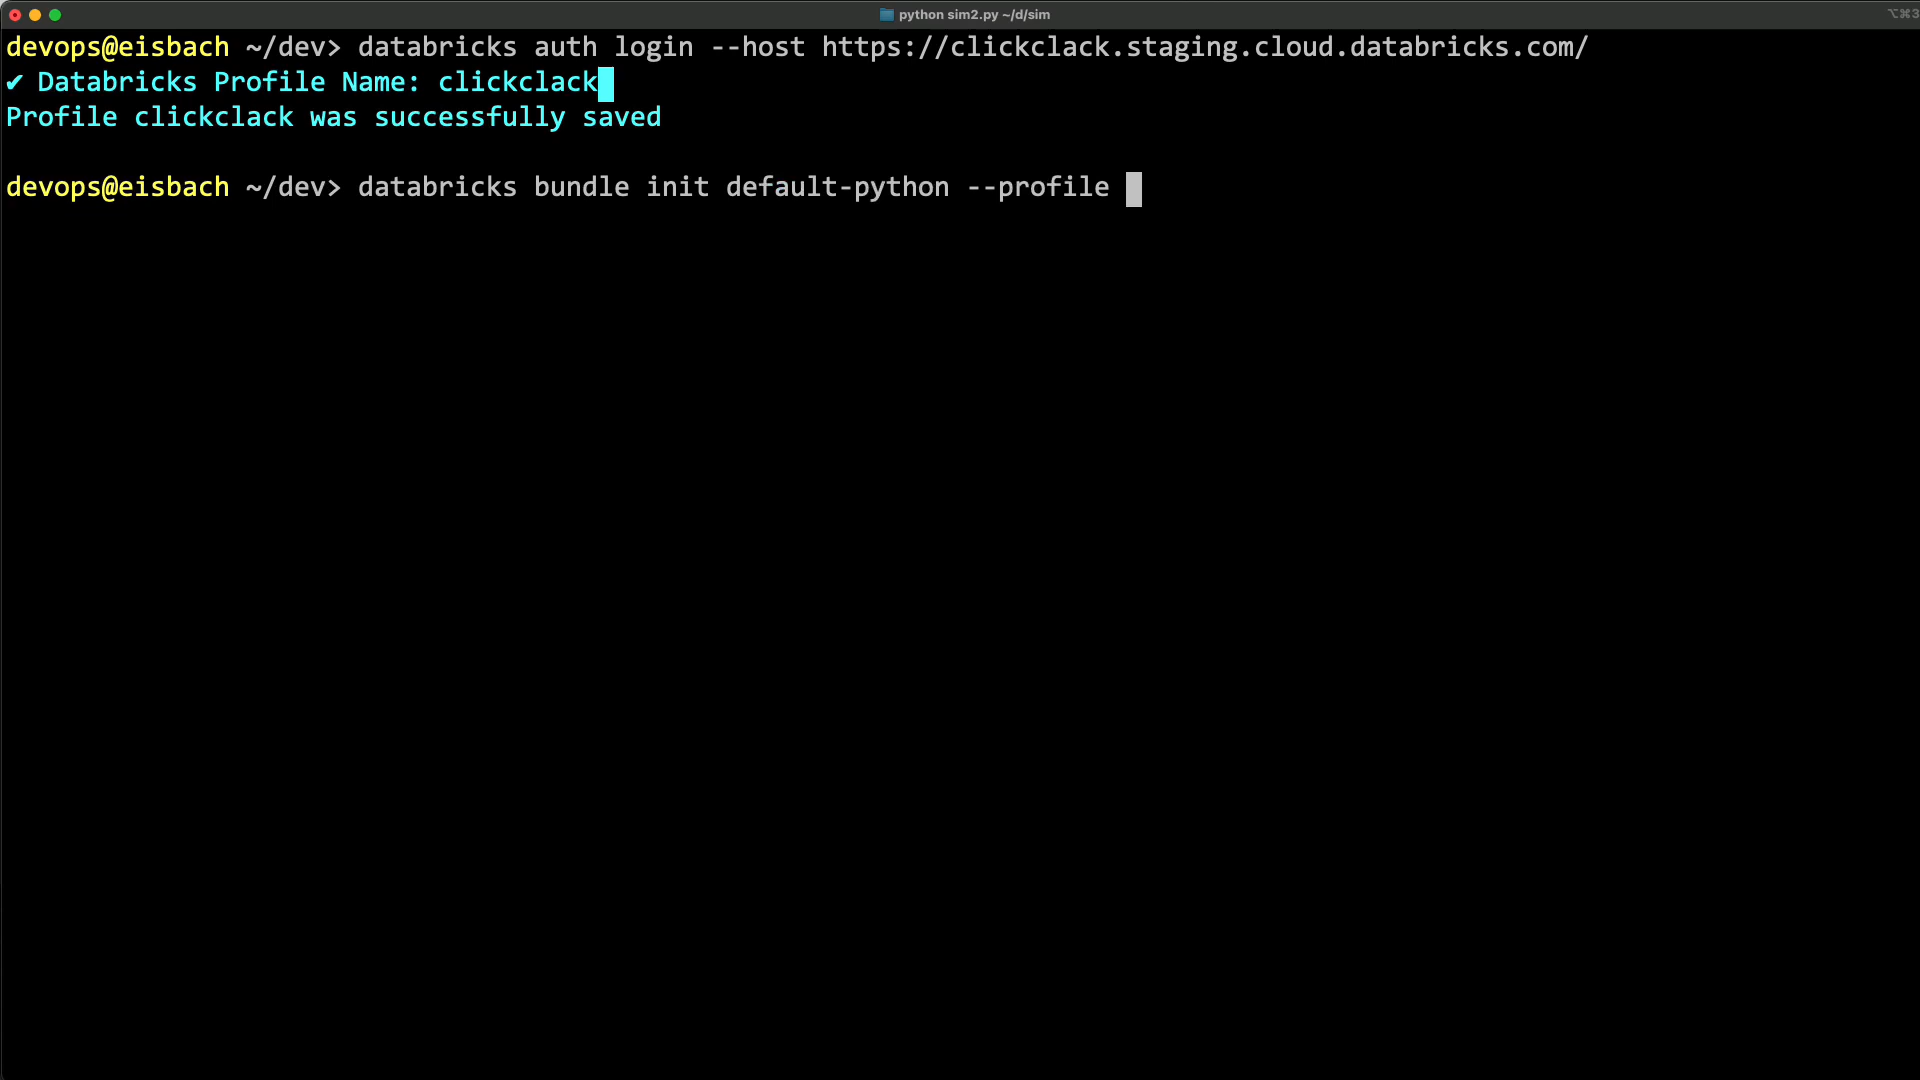 python sim2.py ~/d/sim
⌥⌘3
devops@eisbach ~/dev> databricks auth login --host https://clickclack.staging.cloud.databricks.com/
✔ Databricks Profile Name: clickclack
Profile clickclack was successfully saved
devops@eisbach ~/dev> databricks bundle init default-python --profile